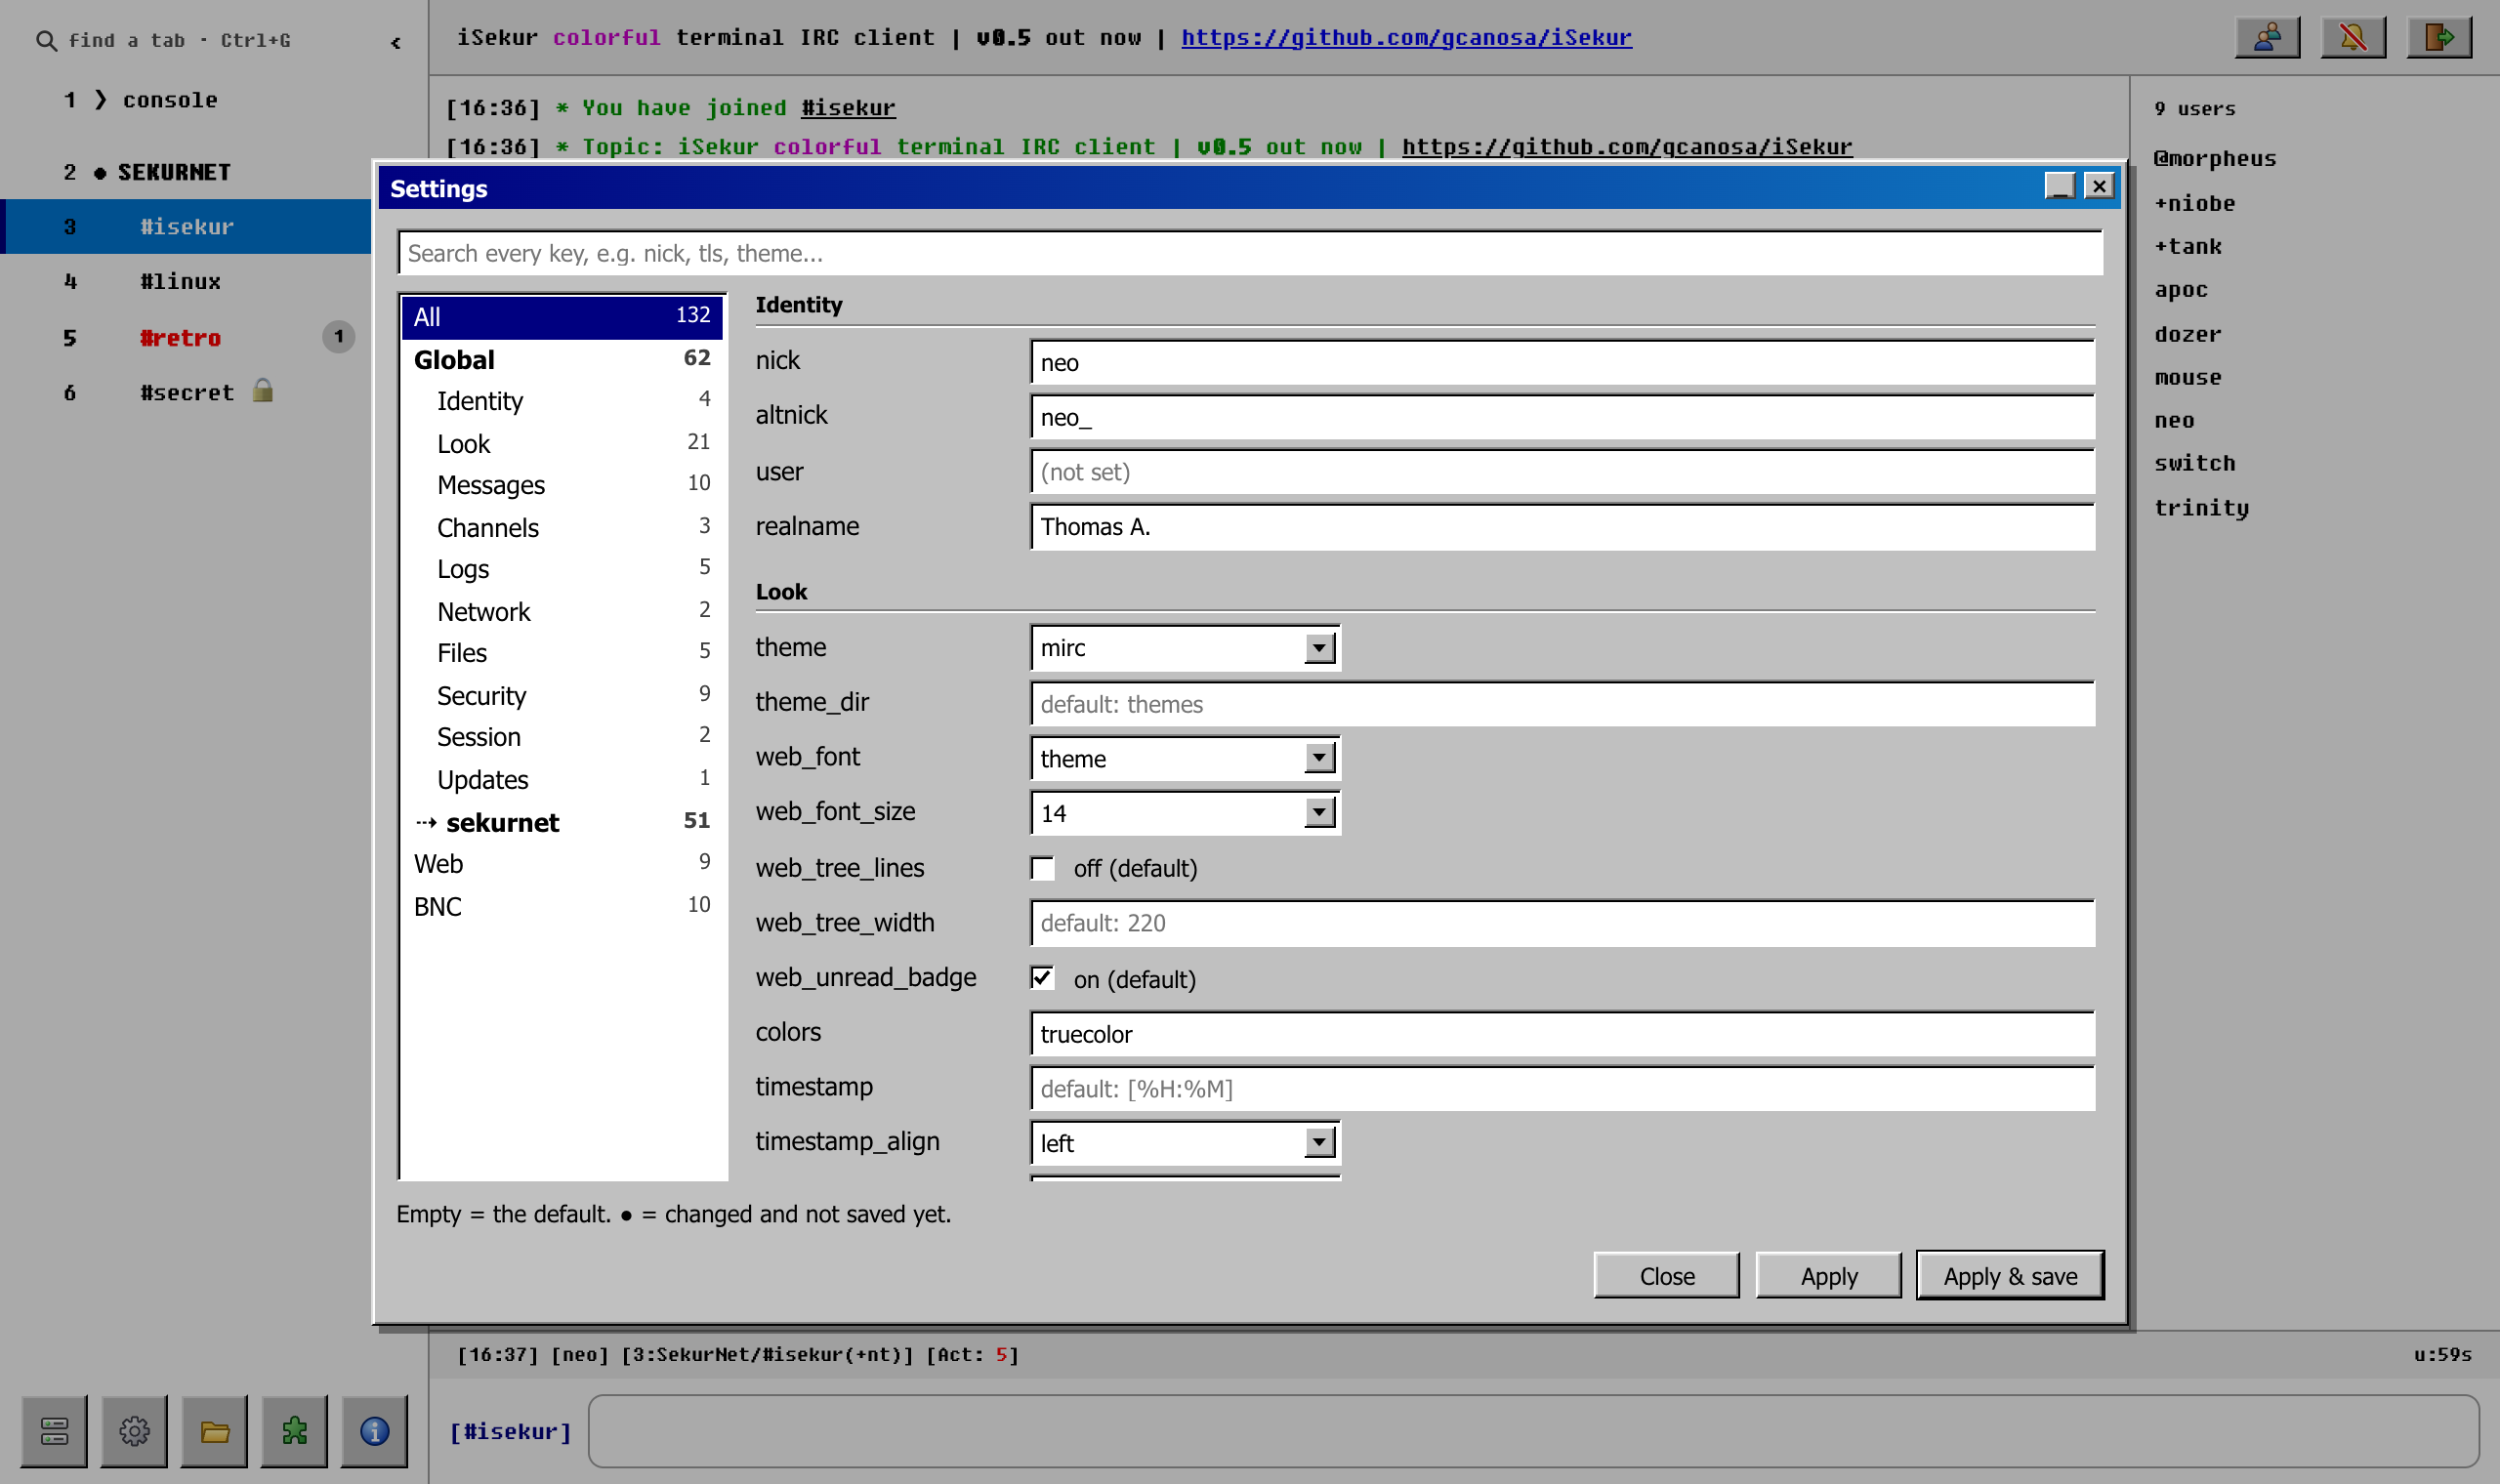 find a tab · Ctrl+G ‹
iSekur colorful terminal IRC client | v0.5 out now | https://github.com/gcanosa/iSekur
1 ❯ console
2 ● SEKURNET
3 #isekur
4 #linux
5 #retro 1
6 #secret
[16:36] * You have joined #isekur
[16:36] * Topic: iSekur colorful terminal IRC client | v0.5 out now | https://github.com/gcanosa/iSekur
9 users
@morpheus
+niobe
+tank
apoc
dozer
mouse
neo
switch
trinity
Settings
Search every key, e.g. nick, tls, theme...
All 132
Global 62
Identity 4
Look 21
Messages 10
Channels 3
Logs 5
Network 2
Files 5
Security 9
Session 2
Updates 1
⇢ sekurnet 51
Web 9
BNC 10
Identity
nick neo
altnick neo_
user (not set)
realname Thomas A.
Look
theme mirc
theme_dir default: themes
web_font theme
web_font_size 14
web_tree_lines off (default)
web_tree_width default: 220
web_unread_badge on (default)
colors truecolor
timestamp default: [%H:%M]
timestamp_align left
Empty = the default. ● = changed and not saved yet.
Close Apply Apply & save
[16:37] [neo] [3:SekurNet/#isekur(+nt)] [Act: 5] u:59s
[#isekur]